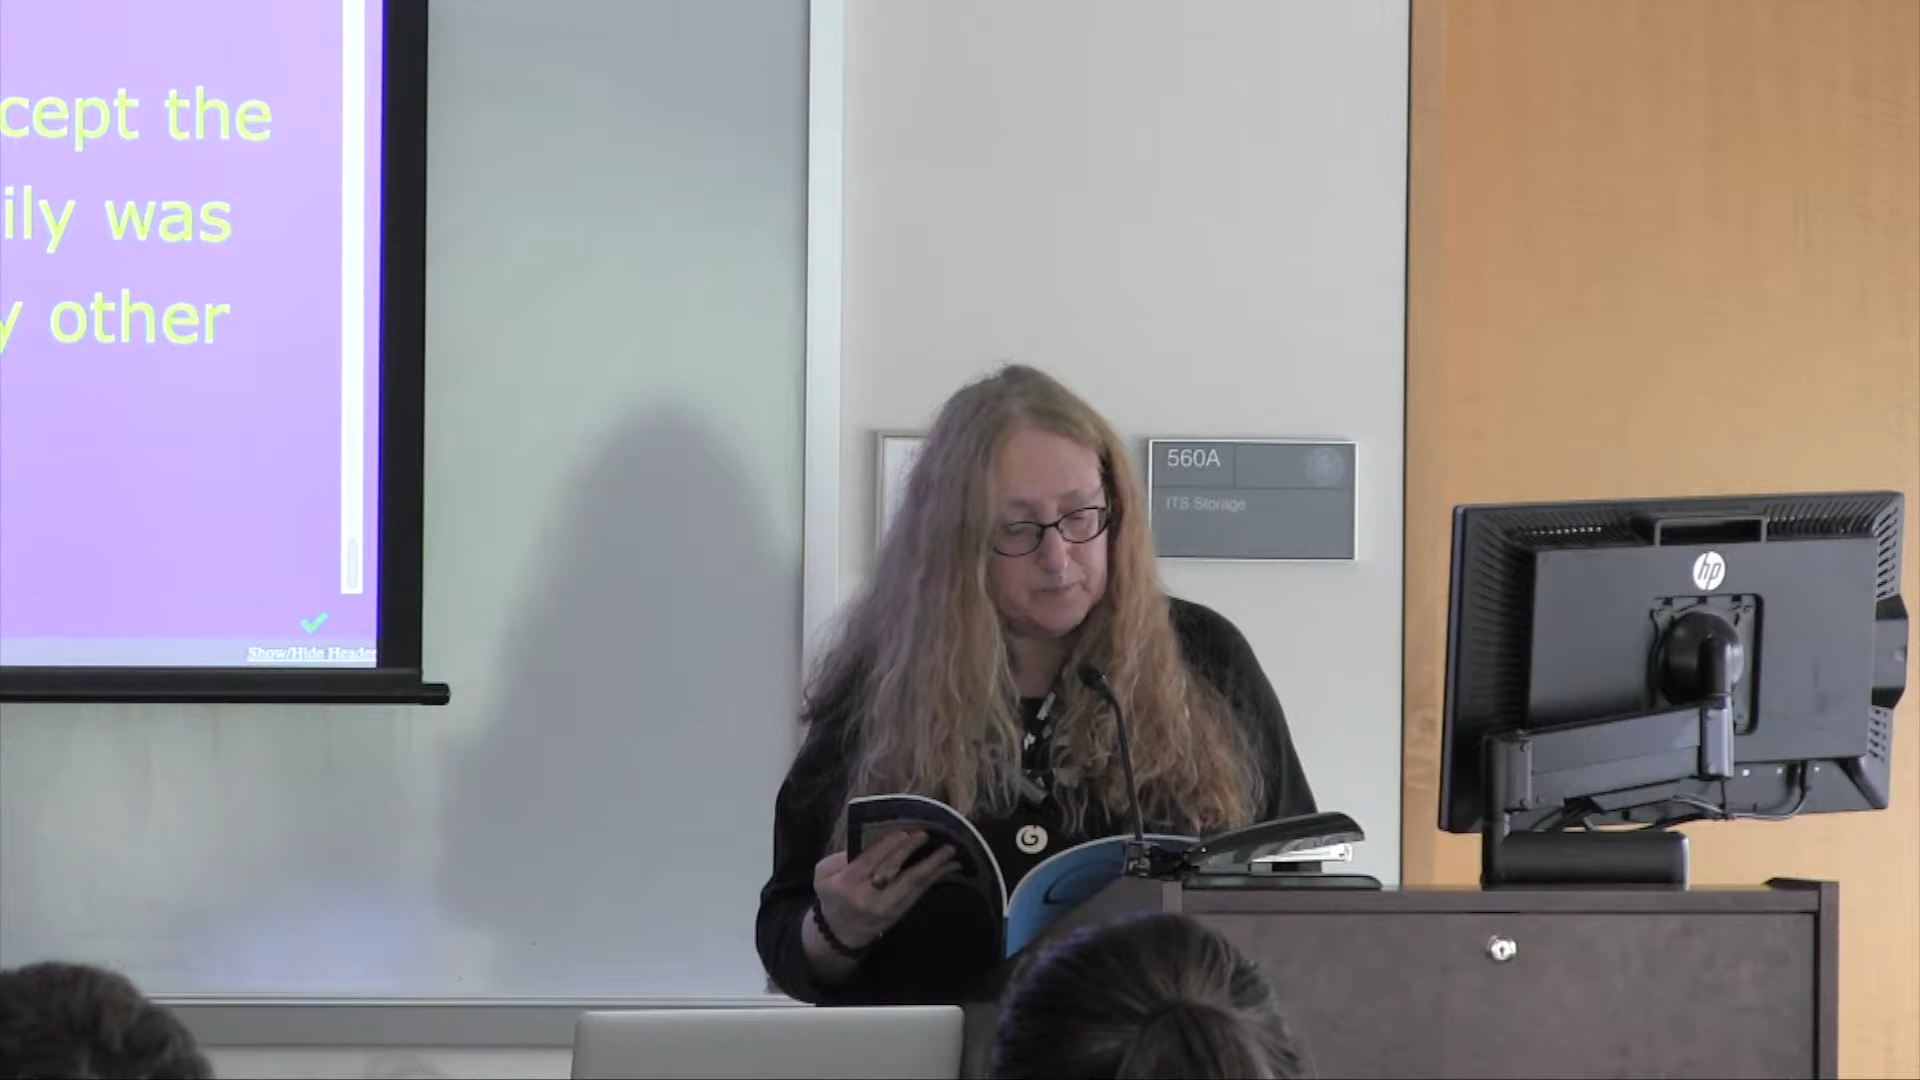 cept the
ily was
y other
Show/Hide Header
560A
ITS Storage
hp